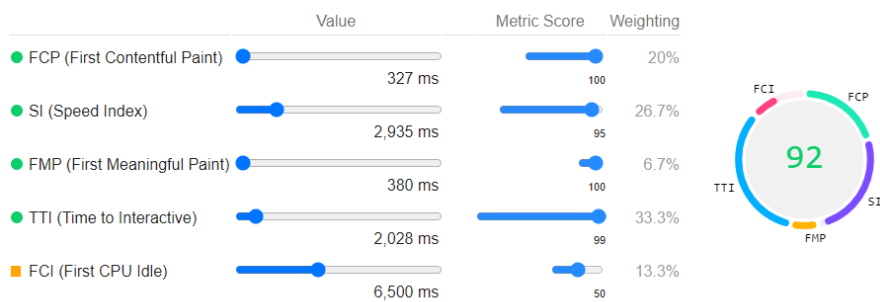 Value Metric Score Weighting
FCP (First Contentful Paint) 20%
327 ms 100
SI (Speed Index) 26.7%
2,935 ms 95
FMP (First Meaningful Paint) 6.7%
380 ms 100
TTI (Time to Interactive) 33.3%
2,028 ms 99
FCI (First CPU Idle) 13.3%
6,500 ms 50
FCI
FCP
92
TTI
SI
FMP